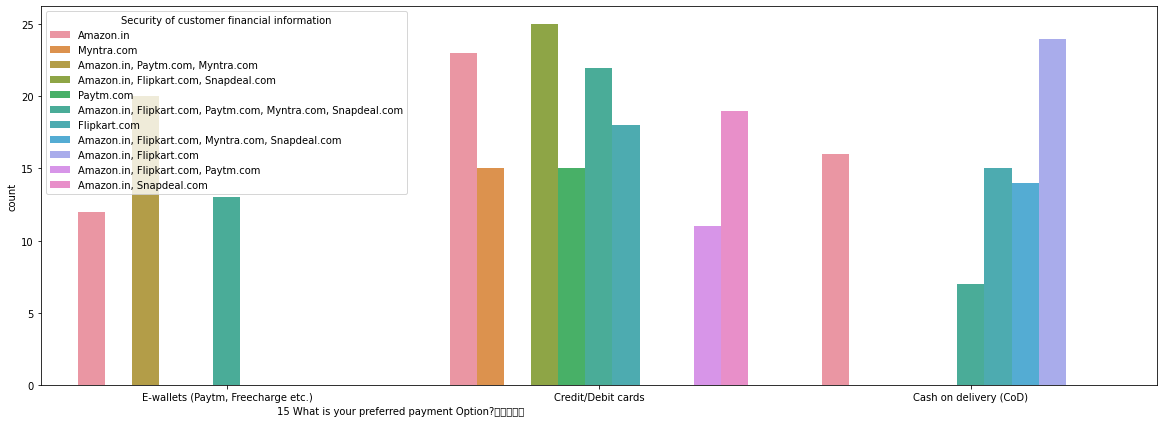 Security of customer financial information
Amazon.in
Myntra.com
Amazon.in, Paytm.com, Myntra.com
Amazon.in, Flipkart.com, Snapdeal.com
Paytm.com
Amazon.in, Flipkart.com, Paytm.com, Myntra.com, Snapdeal.com
Flipkart.com
Amazon.in, Flipkart.com, Myntra.com, Snapdeal.com
Amazon.in, Flipkart.com
Amazon.in, Flipkart.com, Paytm.com
Amazon.in, Snapdeal.com
25
20
15
10
5
0
count
E-wallets (Paytm, Freecharge etc.)
Credit/Debit cards
Cash on delivery (CoD)
15 What is your preferred payment Option?